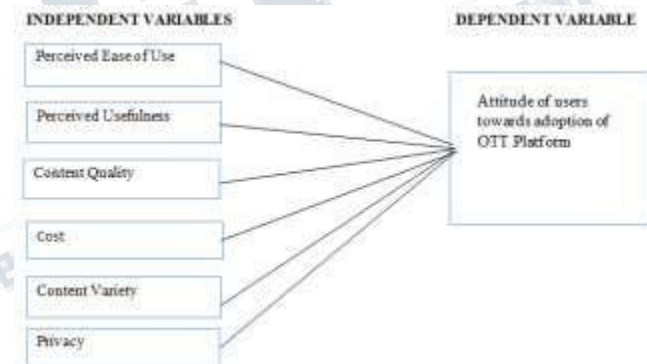 INDEPENDENT VARIABLES
Perceived Ease of Use
Perceived Usefulness
Content Quality
Cost
Content Variety
Privacy
DEPENDENT VARIABLE
Attitude of users
towards adoption of
OTT Platform